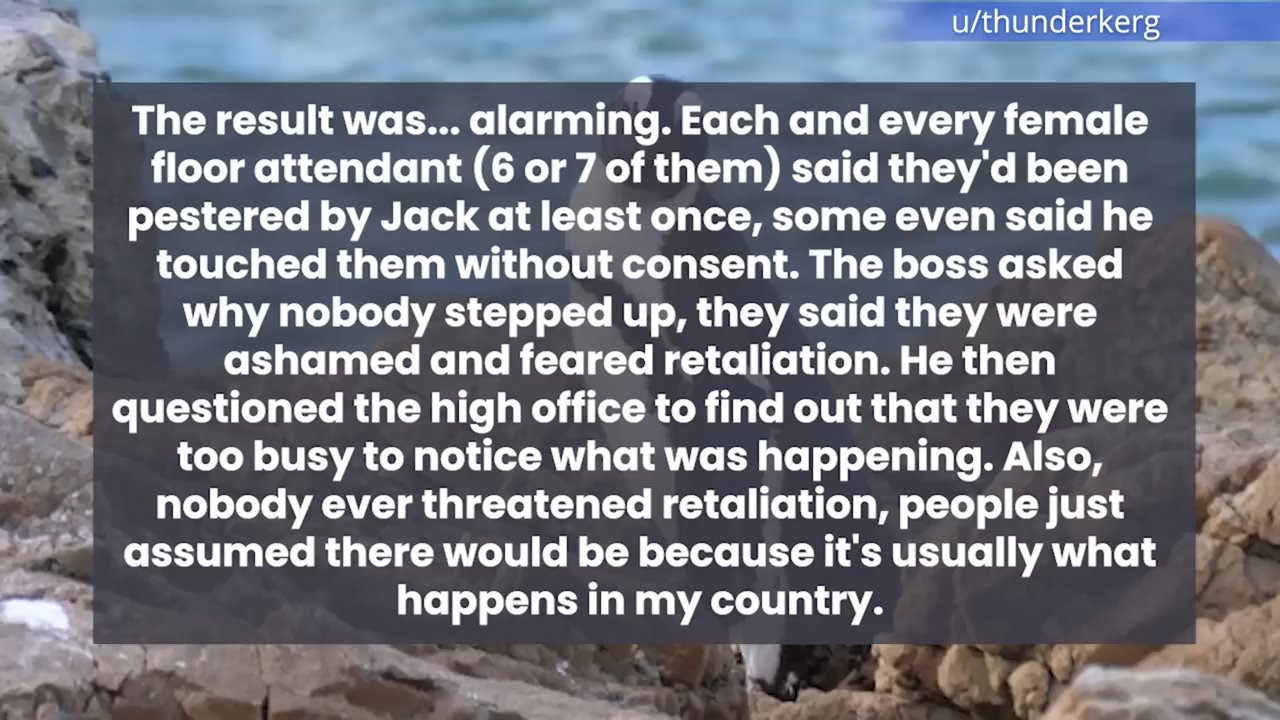 u/thunderkerg
The result was... alarming. Each and every female
floor attendant (6 or 7 of them) said they'd been
pestered by Jack at least once, some even said he
touched them without consent. The boss asked
why nobody stepped up, they said they were
ashamed and feared retaliation. He then
questioned the high office to find out that they were
too busy to notice what was happening. Also,
nobody ever threatened retaliation, people just
assumed there would be because it's usually what
happens in my country.